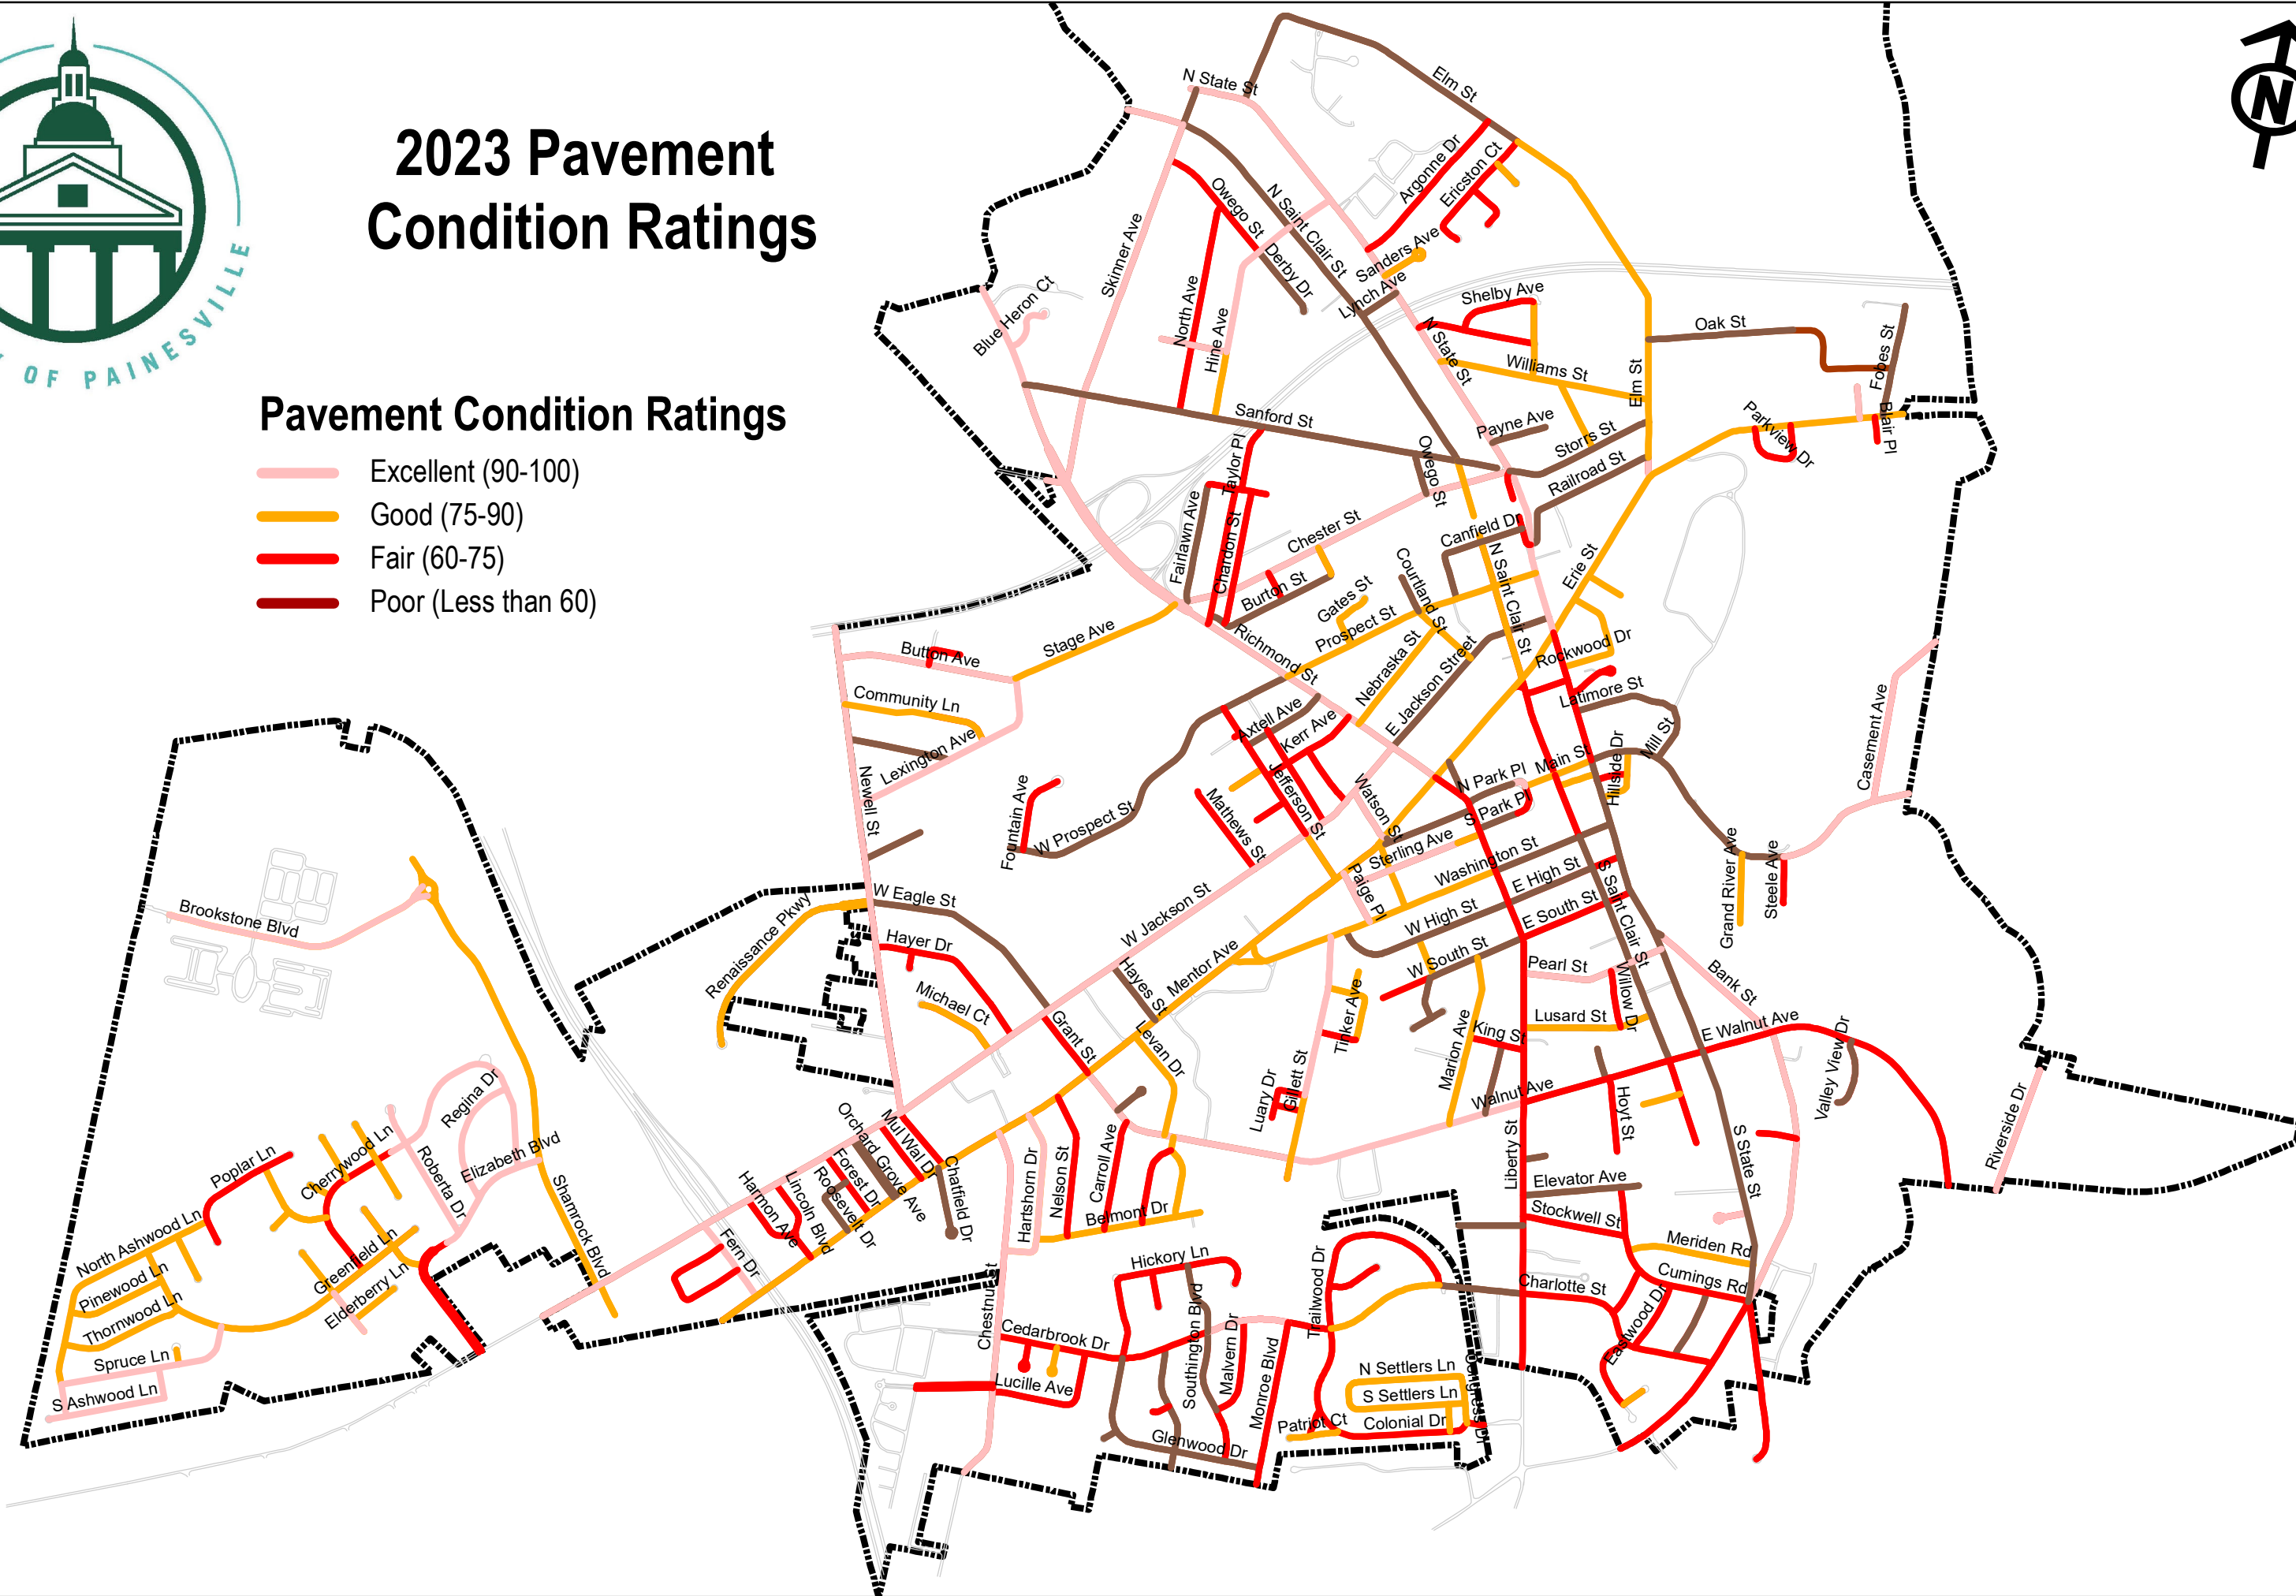 2023 Pavement
Condition Ratings
OF PAINESVILLE
Pavement Condition Ratings
Excellent (90-100)
Good (75-90)
Fair (60-75)
Poor (Less than 60)
N
N State St
Elm St
Argonne Dr
Ericston Ct
Owego St
N Saint Clair St
Skinner Ave
Sanders Ave
Derby Dr
Lynch Ave
Shelby Ave
Blue Heron Ct
North Ave
Hine Ave
N State St
Williams St
Elm St
Oak St
Fobes St
Sanford St
Payne Ave
Storrs St
Parkview Dr
Blair Pl
Taylor Pl
Owego St
Railroad St
Fairlawn Ave
Chardon St
Chester St
Canfield Dr
Burton St
Gates St
Courtland St
N Saint Clair St
Erie St
Prospect St
Richmond St
Nebraska St
E Jackson Street
Rockwood Dr
Latimore St
Button Ave
Stage Ave
Community Ln
Lexington Ave
Newell St
Axtell Ave
Kerr Ave
Mill St
Hillside Dr
Main St
N Park Pl
S Park Pl
Casement Ave
Jefferson St
Watson St
Mathews St
Fountain Ave
W Prospect St
Sterling Ave
Washington St
Paige Pl
E High St
S Saint Clair St
Grand River Ave
Steele Ave
W Eagle St
Renaissance Pkwy
Brookstone Blvd
Hayer Dr
W Jackson St
W High St
E South St
W South St
Mentor Ave
Hayes St
Pearl St
Willow Dr
Bank St
Michael Ct
Grant St
Levan Dr
Tinker Ave
Marion Ave
King St
Lusard St
E Walnut Ave
Valley View Dr
Luary Dr
Gillett St
Walnut Ave
Hoyt St
Riverside Dr
Regina Dr
Elizabeth Blvd
Roberta Dr
Cherrywood Ln
Poplar Ln
North Ashwood Ln
Pinewood Ln
Thornwood Ln
Greenfield Ln
Elderberry Ln
Spruce Ln
S Ashwood Ln
Shamrock Blvd
Orchard Grove Ave
Mul Wal Dr
Forest Dr
Roosevelt Dr
Lincoln Blvd
Harmon Ave
Fern Dr
Chatfield Dr
Hartshorn Dr
Nelson St
Carroll Ave
Belmont Dr
Liberty St
Elevator Ave
Stockwell St
S State St
Meriden Rd
Cumings Rd
Charlotte St
Eastwood Dr
Hickory Ln
Trailwood Dr
Chestnut St
Cedarbrook Dr
Lucille Ave
Southington Blvd
Malvern Dr
Monroe Blvd
N Settlers Ln
S Settlers Ln
Congress Dr
Patriot Ct
Colonial Dr
Glenwood Dr